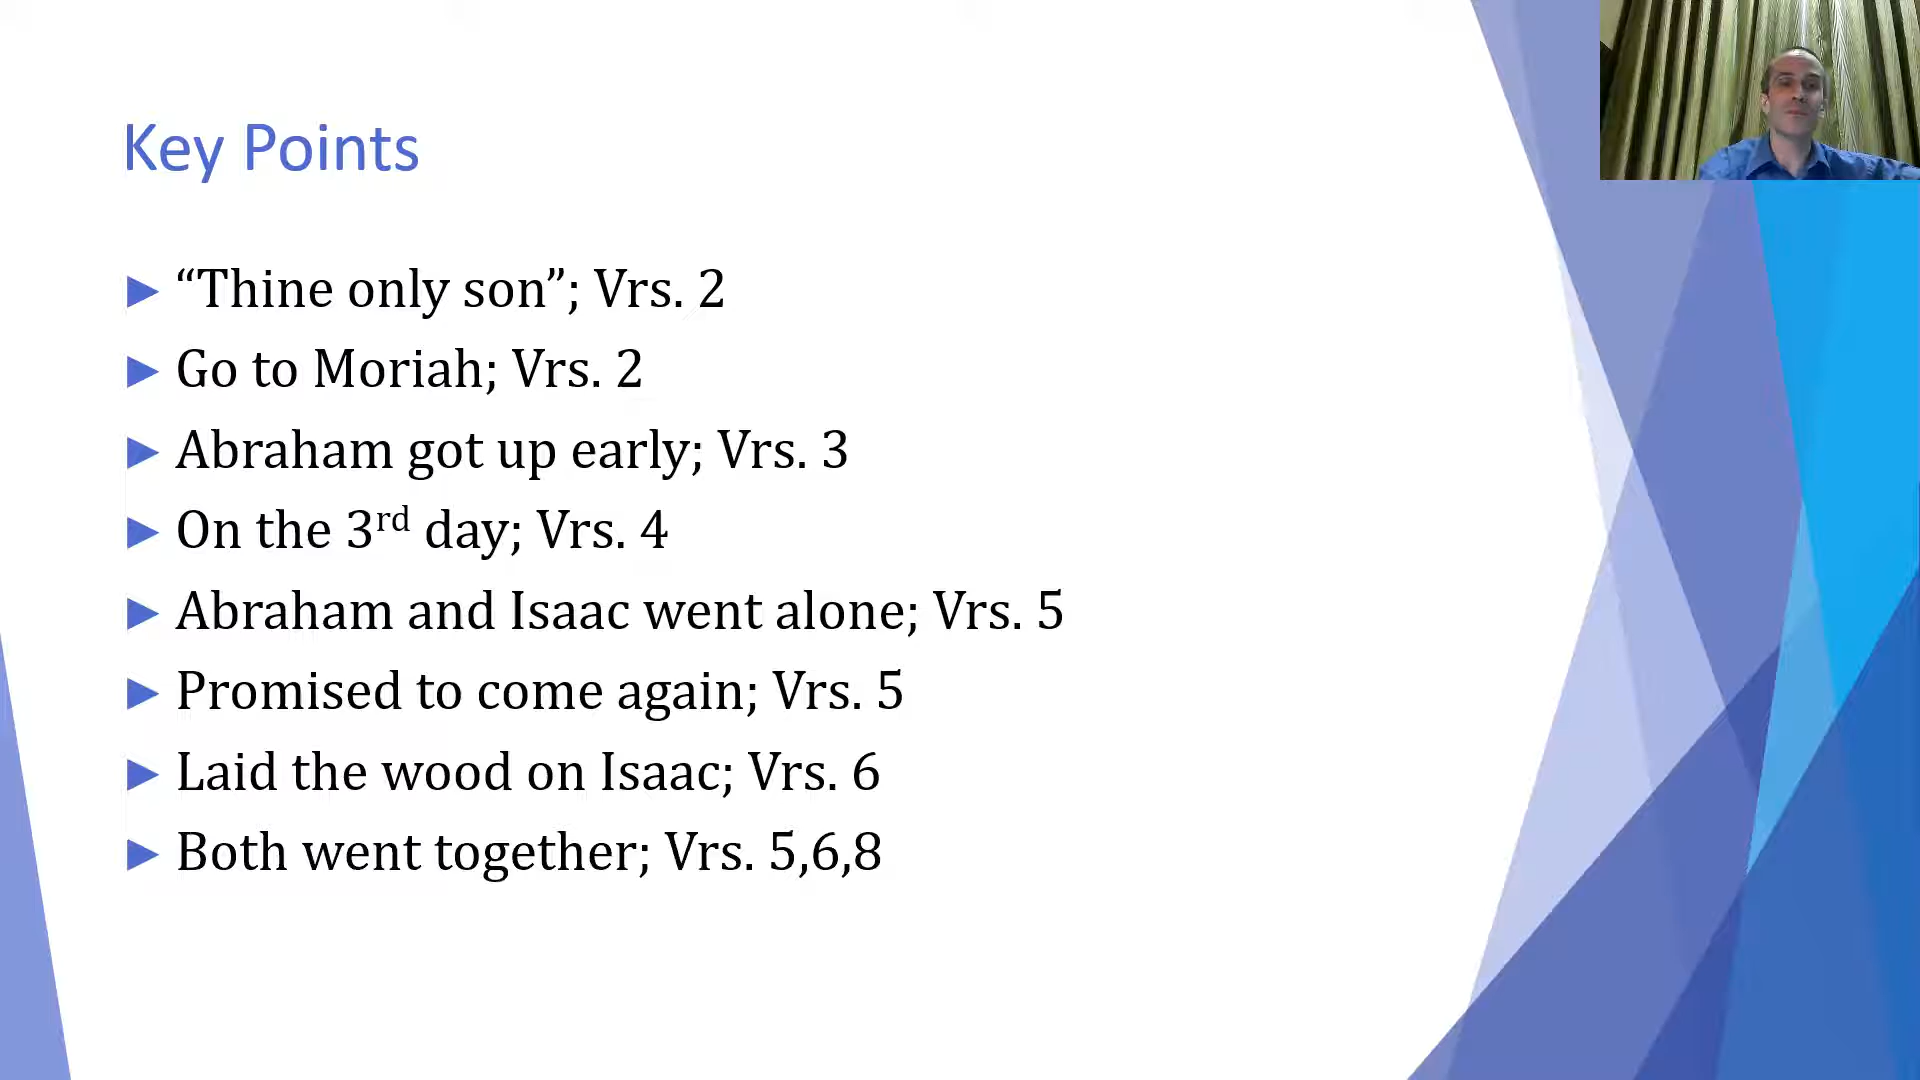 Key Points
“Thine only son”; Vrs. 2
Go to Moriah; Vrs. 2
Abraham got up early; Vrs. 3
On the 3rd day; Vrs. 4
Abraham and Isaac went alone; Vrs. 5
Promised to come again; Vrs. 5
Laid the wood on Isaac; Vrs. 6
Both went together; Vrs. 5,6,8